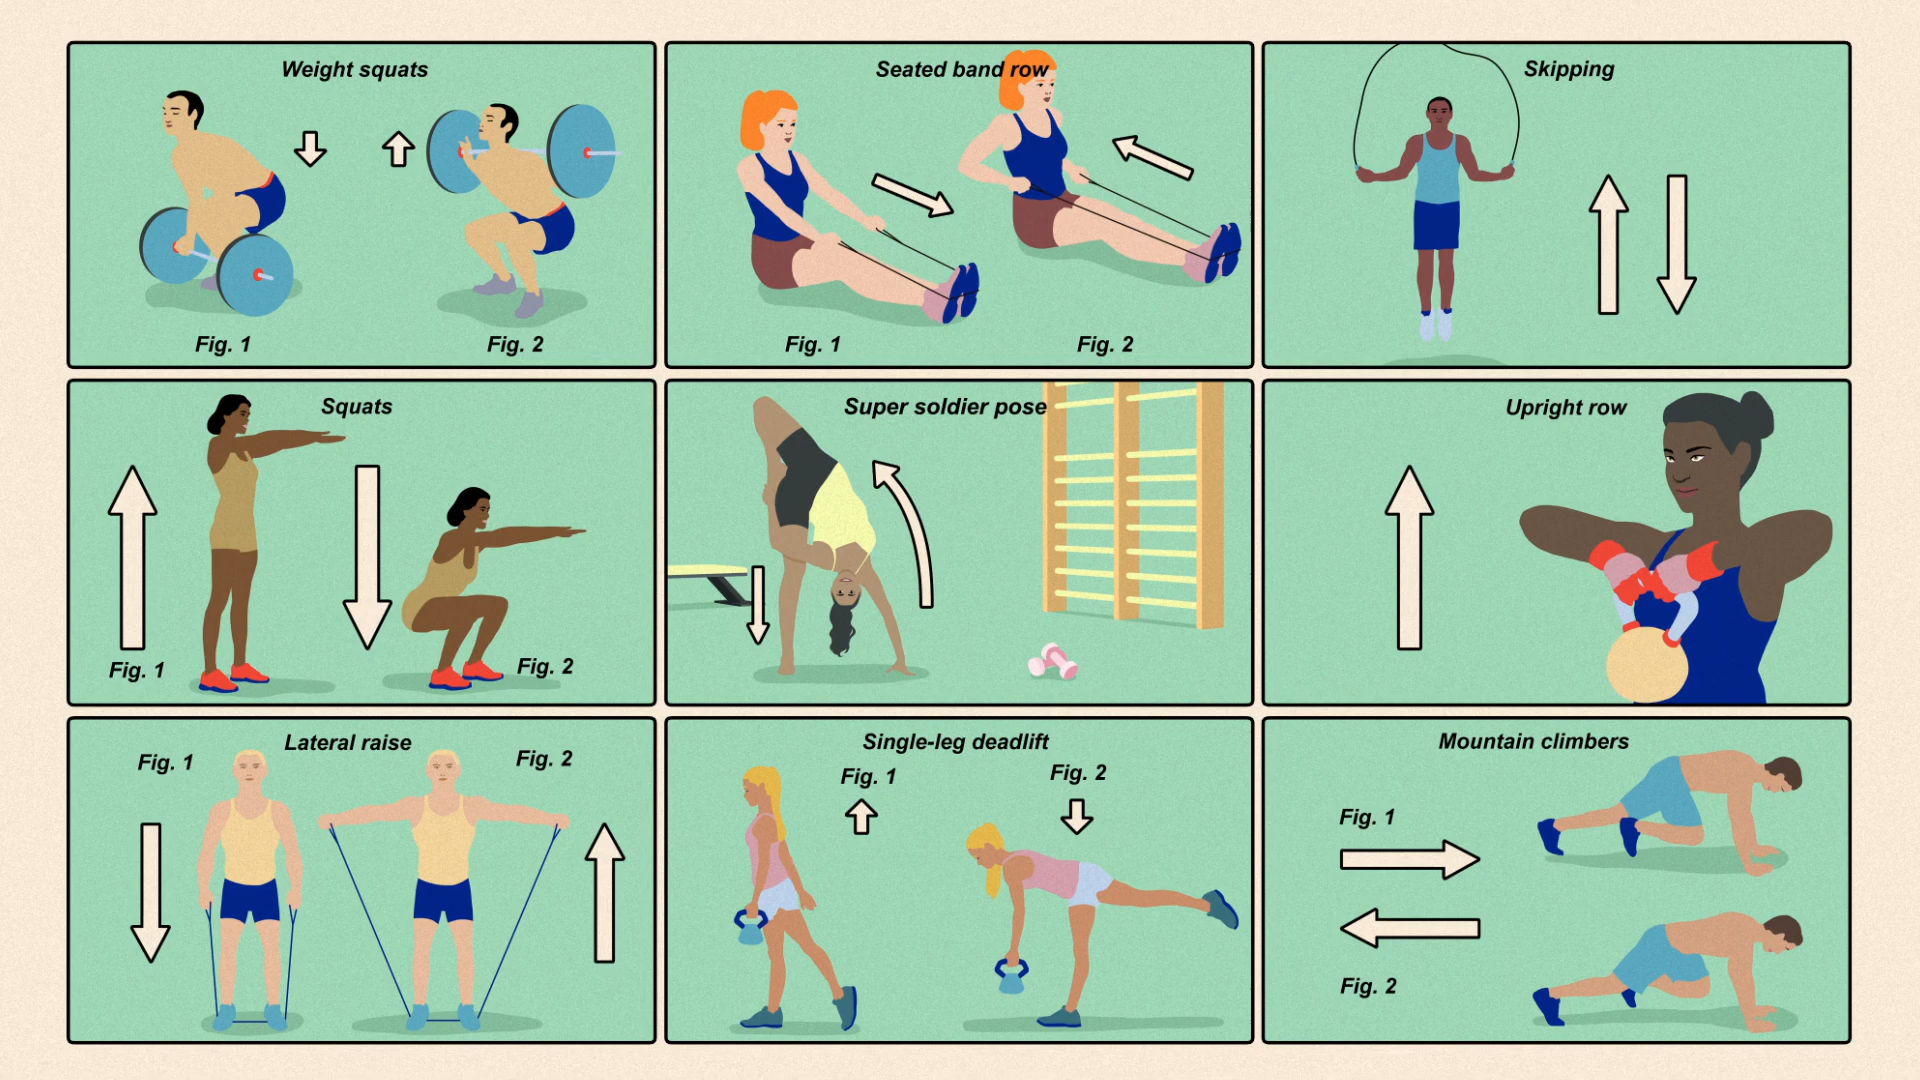 Weight squats
Fig. 1
Fig. 2
Seated band row
Fig. 1
Fig. 2
Skipping
Squats
Fig. 1
Fig. 2
Super soldier pose
Upright row
Lateral raise
Fig. 1
Fig. 2
Single-leg deadlift
Fig. 1
Fig. 2
Mountain climbers
Fig. 1
Fig. 2